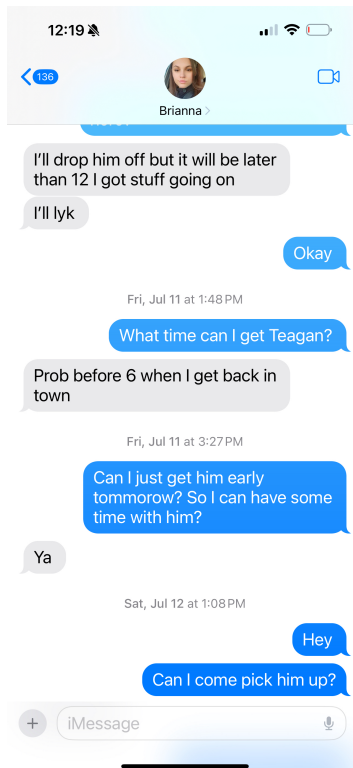 12:19
136
Brianna
I'll drop him off but it will be later
than 12 I got stuff going on
I'll lyk
Okay
Fri, Jul 11 at 1:48 PM
What time can I get Teagan?
Prob before 6 when I get back in
town
Fri, Jul 11 at 3:27 PM
Can I just get him early
tommorow? So I can have some
time with him?
Ya
Sat, Jul 12 at 1:08 PM
Hey
Can I come pick him up?
iMessage